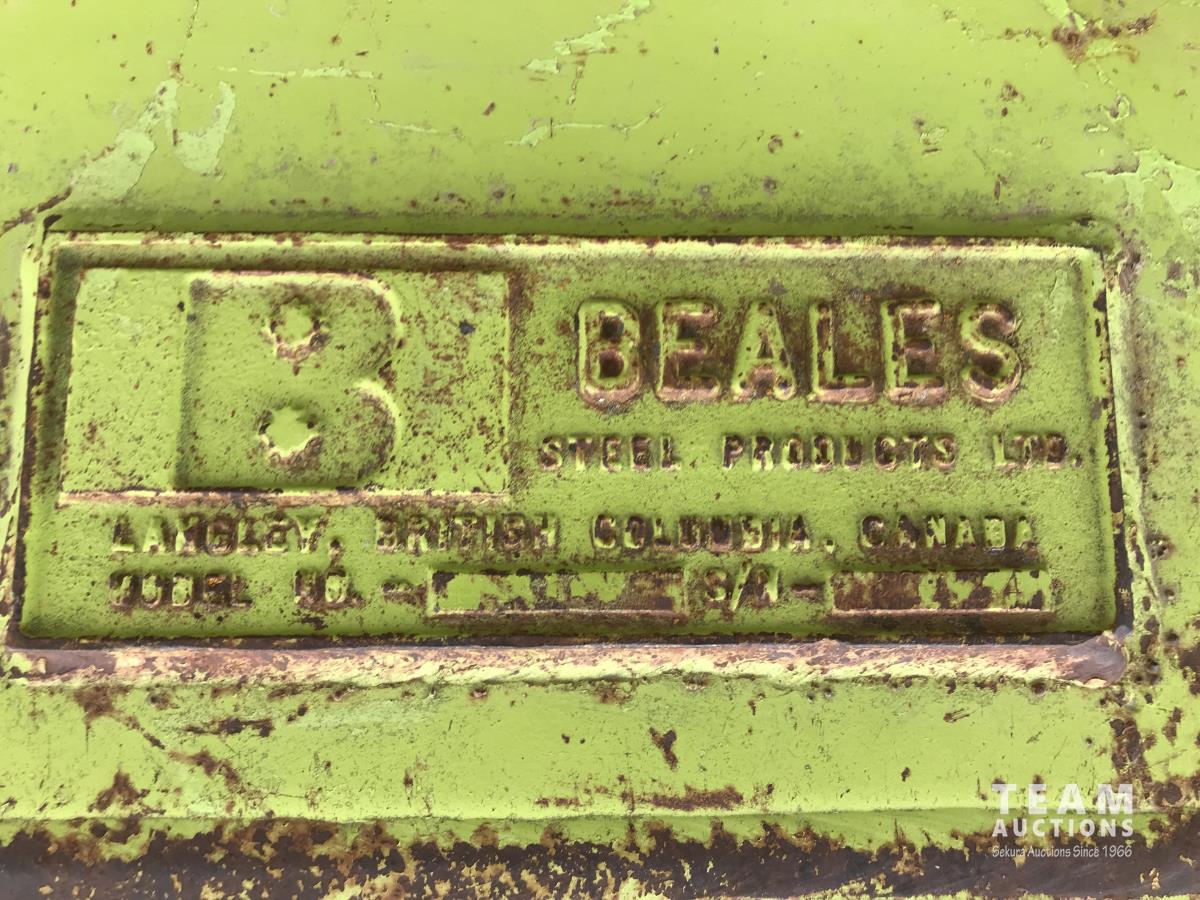 B
BEALES
STEEL PRODUCTS LTD.
LANGLEY, BRITISH COLUMBIA, CANADA
MODEL NO. - S/N -
TEAM
AUCTIONS
Sekura Auctions Since 1966